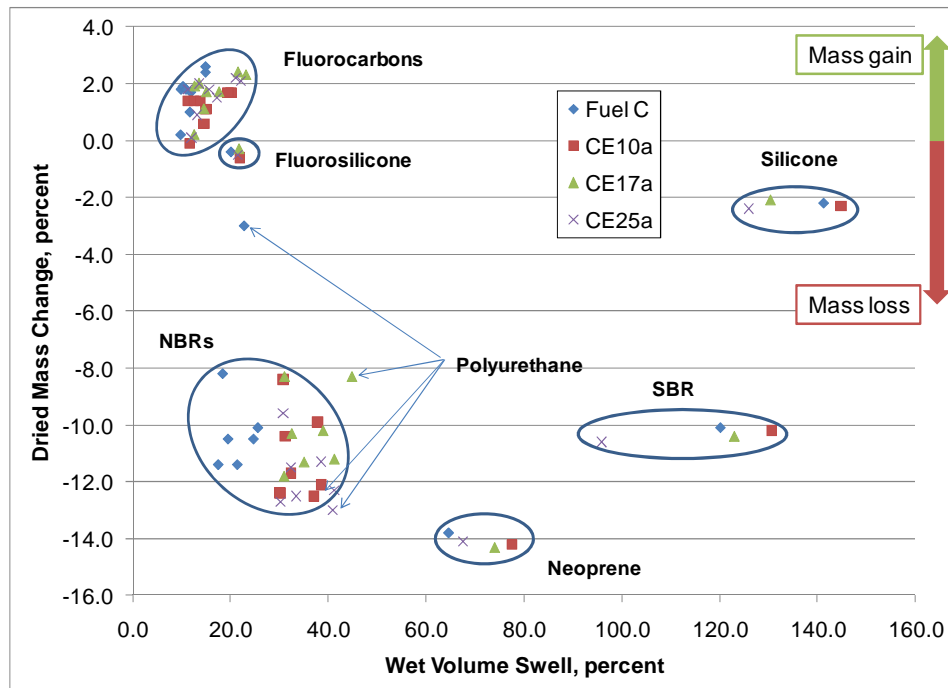 4.0
2.0
0.0
-2.0
-4.0
-6.0
-8.0
-10.0
-12.0
-14.0
-16.0
Dried Mass Change, percent
0.0
20.0
40.0
60.0
80.0
100.0
120.0
140.0
160.0
Wet Volume Swell, percent
Fluorocarbons
Fluorosilicone
Fuel C
CE10a
CE17a
CE25a
Mass gain
Silicone
Mass loss
NBRs
Polyurethane
SBR
Neoprene